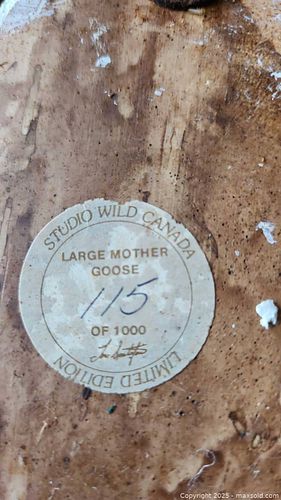 STUDIO WILD CANADA
LARGE MOTHER
GOOSE
115
OF 1000
LIMITED EDITION
Copyright © 2025 - maxsold.com